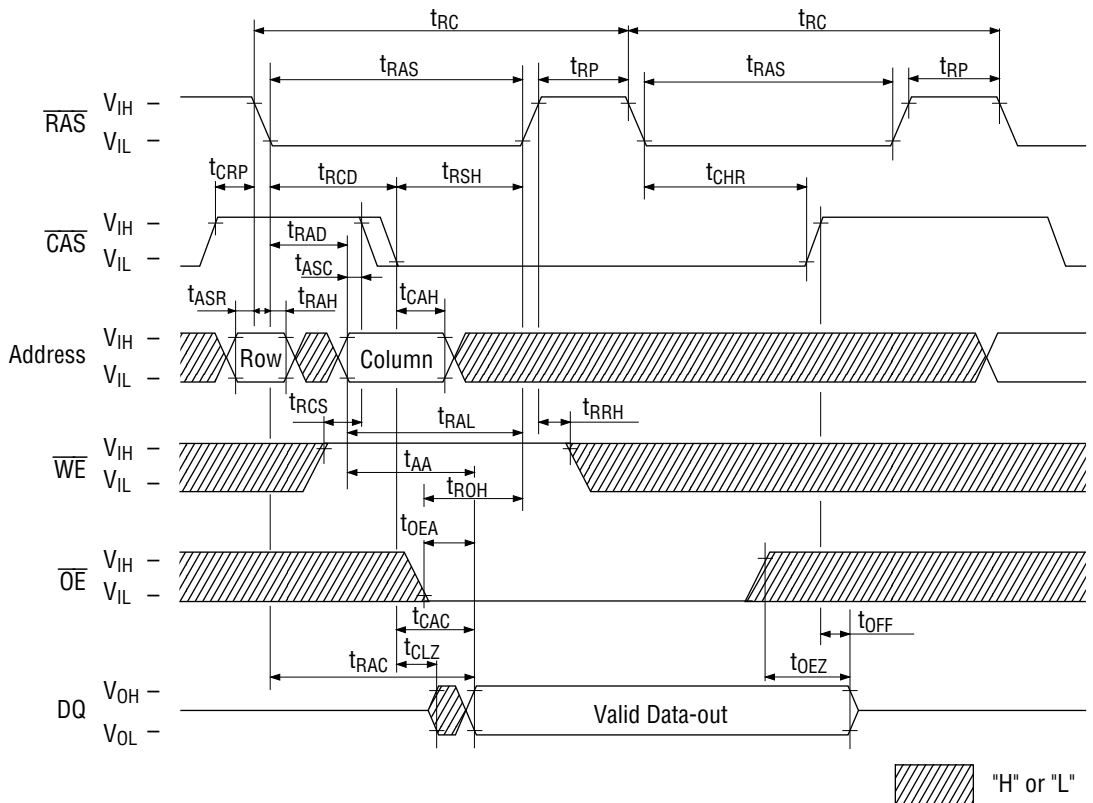 tRC tRC
tRAS tRP tRAS tRP
RAS VIH –
VIL –
tCRP tRCD tRSH tCHR
CAS VIH –
VIL –
tRAD
tASC
tASR tRAH tCAH
Address VIH –
VIL –
Row Column
tRCS tRAL tRRH
WE VIH –
VIL –
tAA
tROH
tOEA
OE VIH –
VIL –
tCAC tOFF
tRAC tCLZ tOEZ
DQ VOH –
VOL –
Valid Data-out
"H" or "L"